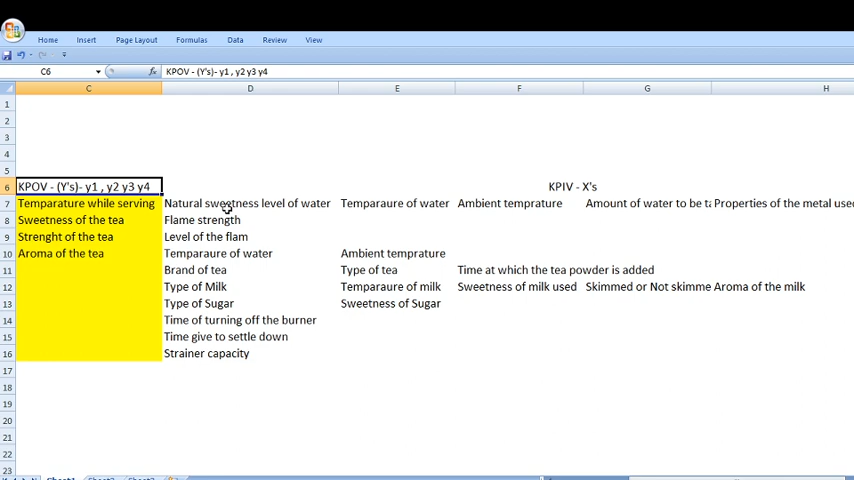 Home Insert Page Layout Formulas Data Review View
C6 fx KPOV - (Y's)- y1 , y2 y3 y4
C D E F G H
1
2
3
4
5
6 KPOV - (Y's)- y1 , y2 y3 y4 KPIV - X's
7 Temparature while serving Natural sweetness level of water Temparaure of water Ambient temprature Amount of water to be ta Properties of the metal used
8 Sweetness of the tea Flame strength
9 Strenght of the tea Level of the flam
10 Aroma of the tea Temparaure of water Ambient temprature
11 Brand of tea Type of tea Time at which the tea powder is added
12 Type of Milk Temparaure of milk Sweetness of milk used Skimmed or Not skimme Aroma of the milk
13 Type of Sugar Sweetness of Sugar
14 Time of turning off the burner
15 Time give to settle down
16 Strainer capacity
17
18
19
20
21
22
23
Sheet1 Sheet2 Sheet3